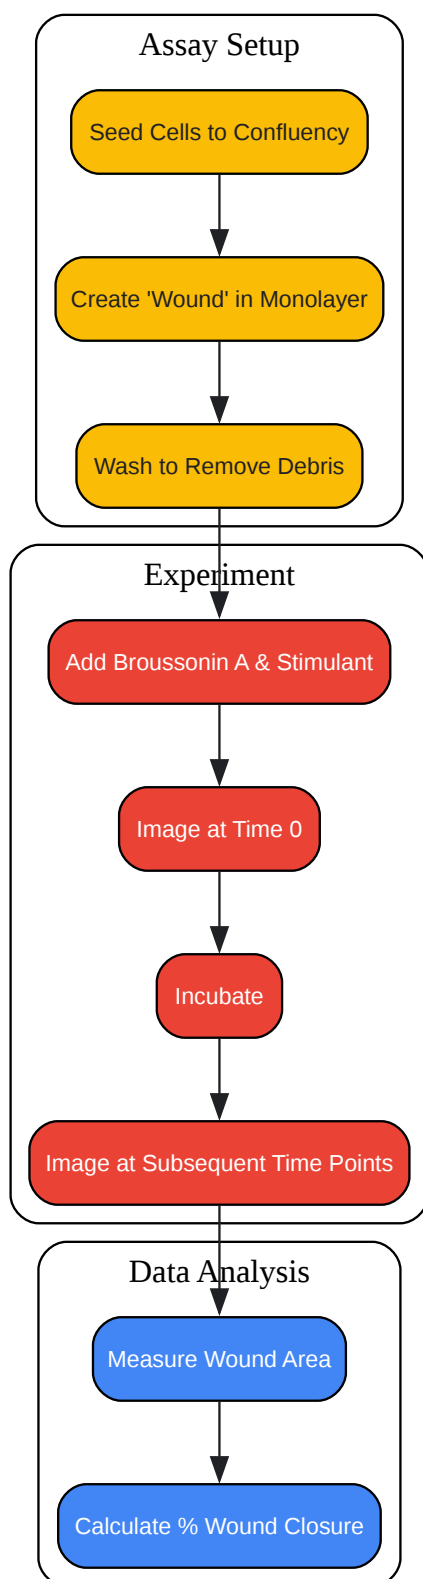 Assay Setup
Seed Cells to Confluency
Create 'Wound' in Monolayer
Wash to Remove Debris
Experiment
Add Broussonin A & Stimulant
Image at Time 0
Incubate
Image at Subsequent Time Points
Data Analysis
Measure Wound Area
Calculate % Wound Closure